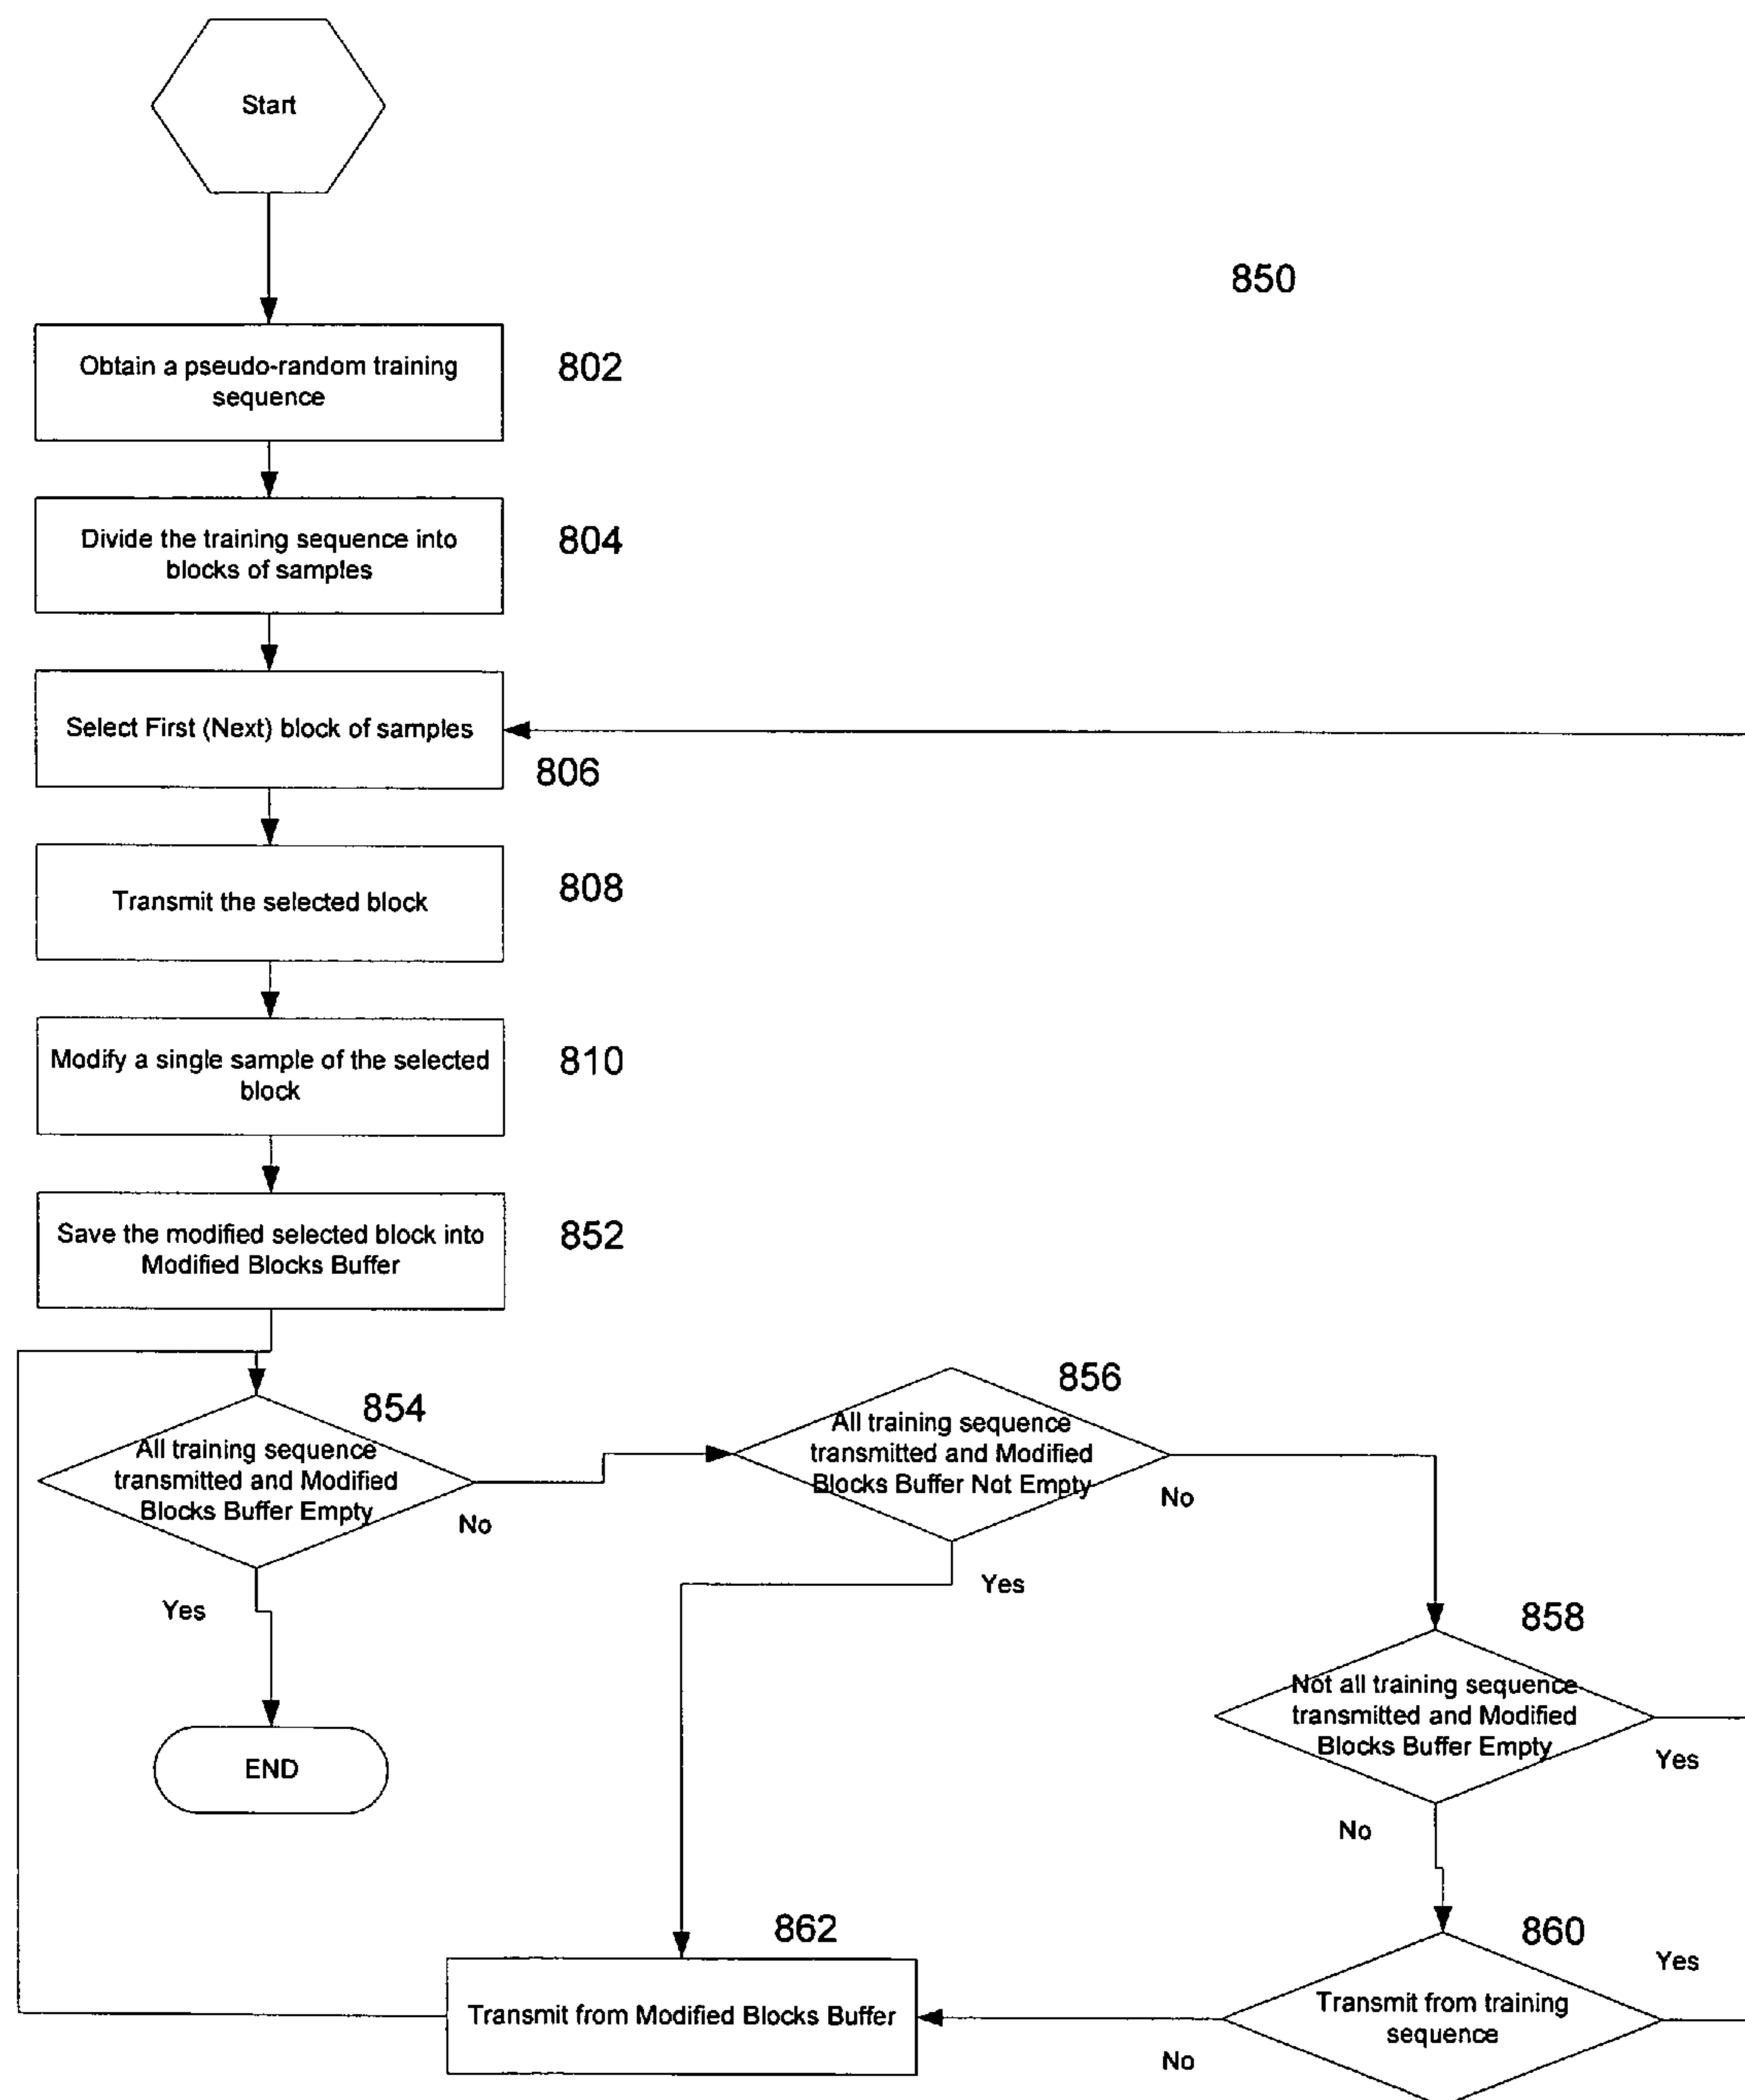 Start
850
Obtain a pseudo-random training
sequence
802
Divide the training sequence into
blocks of samples
804
Select First (Next) block of samples
806
Transmit the selected block
808
Modify a single sample of the selected
block
810
Save the modified selected block into
Modified Blocks Buffer
852
854
All training sequence
transmitted and Modified
Blocks Buffer Empty
No
Yes
END
856
All training sequence
transmitted and Modified
Blocks Buffer Not Empty
No
Yes
858
Not all training sequence
transmitted and Modified
Blocks Buffer Empty
Yes
No
860
Transmit from training
sequence
Yes
No
862
Transmit from Modified Blocks Buffer